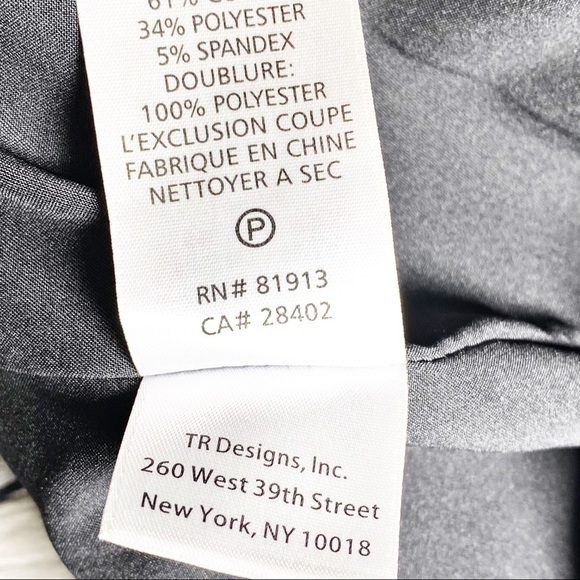 34% POLYESTER
5% SPANDEX
DOUBLURE:
100% POLYESTER
L'EXCLUSION COUPE
FABRIQUE EN CHINE
NETTOYER A SEC
P
RN# 81913
CA# 28402
TR Designs, Inc.
260 West 39th Street
New York, NY 10018